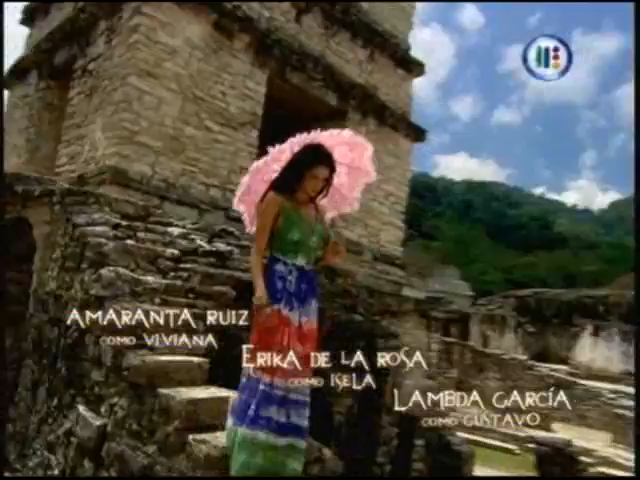 AMARANTA RUIZ
COMO VIVIANA
ERIKA DE LA ROSA
COMO ISELA
LAMBDA GARCÍA
COMO GUSTAVO